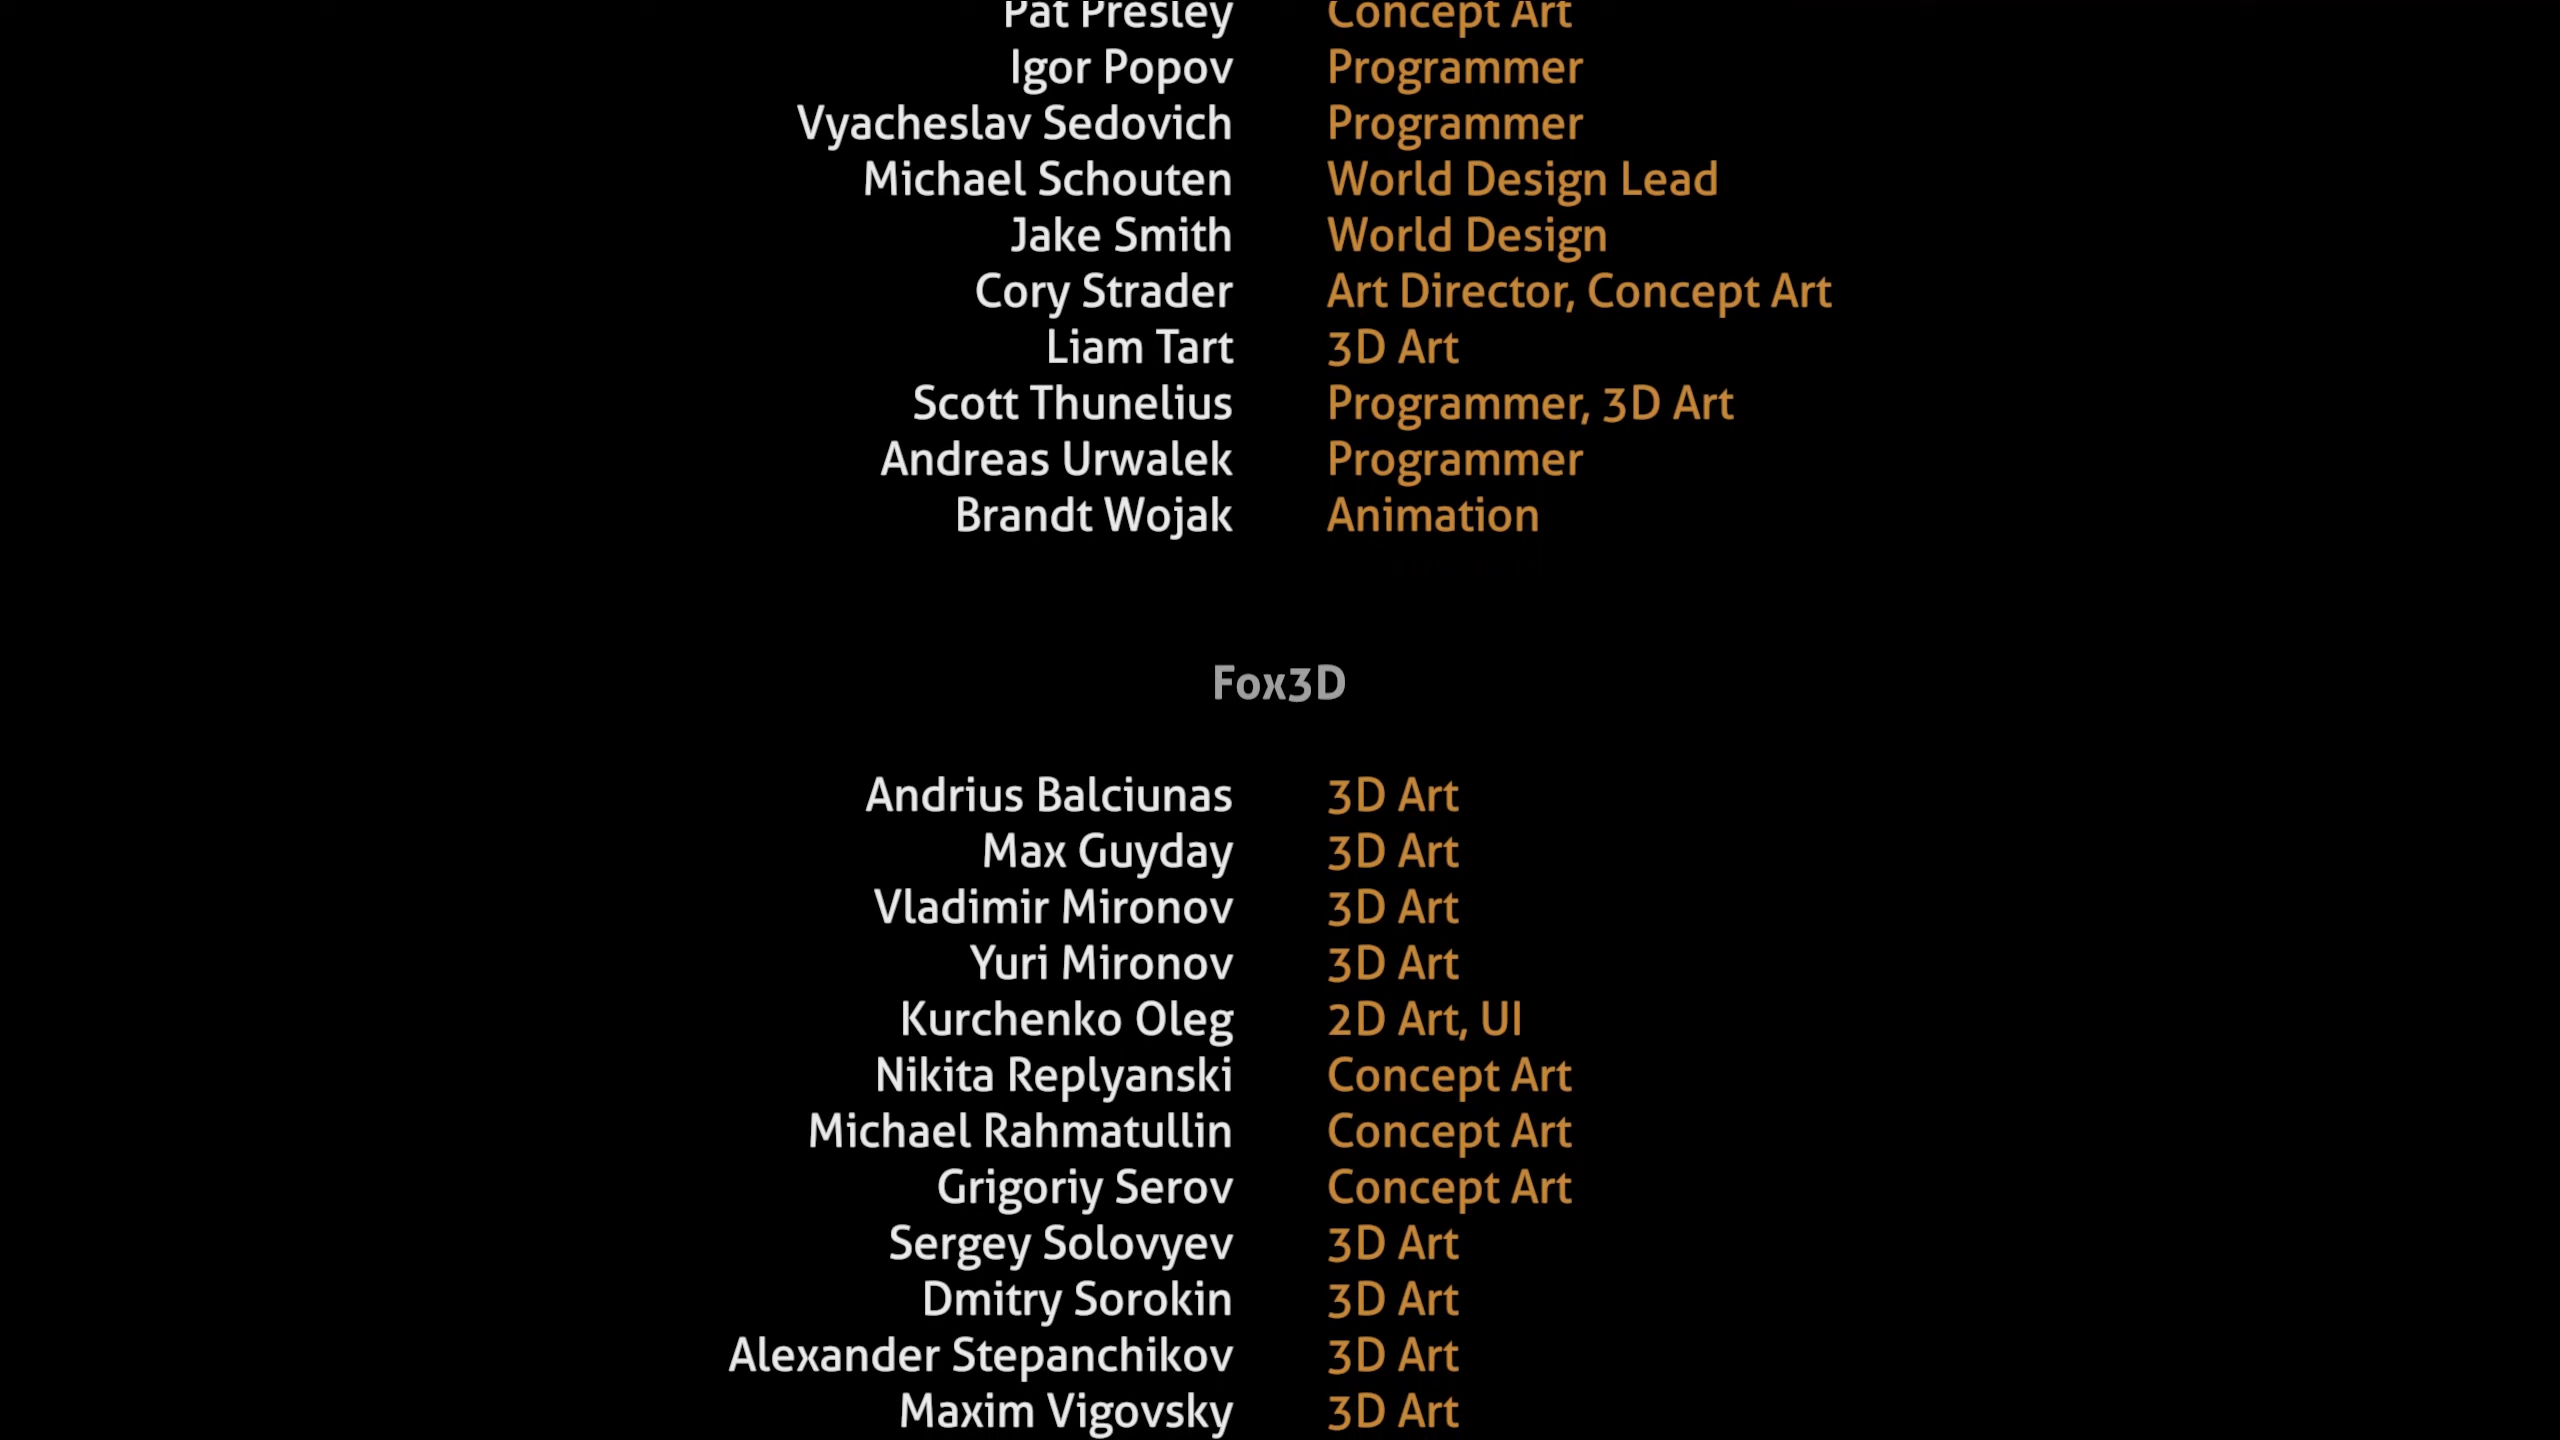 Pat Presley Concept Art
Igor Popov Programmer
Vyacheslav Sedovich Programmer
Michael Schouten World Design Lead
Jake Smith World Design
Cory Strader Art Director, Concept Art
Liam Tart 3D Art
Scott Thunelius Programmer, 3D Art
Andreas Urwalek Programmer
Brandt Wojak Animation
Fox3D
Andrius Balciunas 3D Art
Max Guyday 3D Art
Vladimir Mironov 3D Art
Yuri Mironov 3D Art
Kurchenko Oleg 2D Art, UI
Nikita Replyanski Concept Art
Michael Rahmatullin Concept Art
Grigoriy Serov Concept Art
Sergey Solovyev 3D Art
Dmitry Sorokin 3D Art
Alexander Stepanchikov 3D Art
Maxim Vigovsky 3D Art